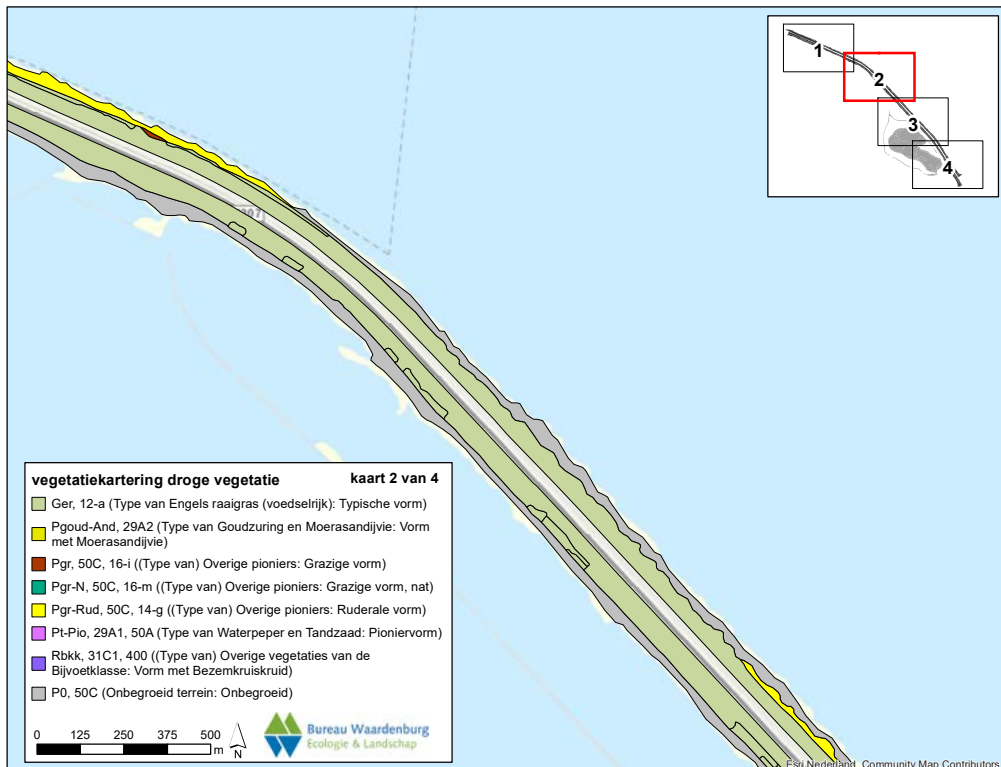 1
2
3
4
307
vegetatiekartering droge vegetatie kaart 2 van 4
Ger, 12-a (Type van Engels raaigras (voedselrijk): Typische vorm)
Pgoud-And, 29A2 (Type van Goudzuring en Moerasandijvie: Vorm
met Moerasandijvie)
Pgr, 50C, 16-i ((Type van) Overige pioniers: Grazige vorm)
Pgr-N, 50C, 16-m ((Type van) Overige pioniers: Grazige vorm, nat)
Pgr-Rud, 50C, 14-g ((Type van) Overige pioniers: Ruderale vorm)
Pt-Pio, 29A1, 50A (Type van Waterpeper en Tandzaad: Pioniervorm)
Rbkk, 31C1, 400 ((Type van) Overige vegetaties van de
Bijvoetklasse: Vorm met Bezemkruiskruid)
P0, 50C (Onbegroeid terrein: Onbegroeid)
0 125 250 375 500
m
N
Bureau Waardenburg
Ecologie & Landschap
Esri Nederland, Community Map Contributors